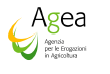 Agea
Agenzia
per le Erogazioni
in Agricoltura